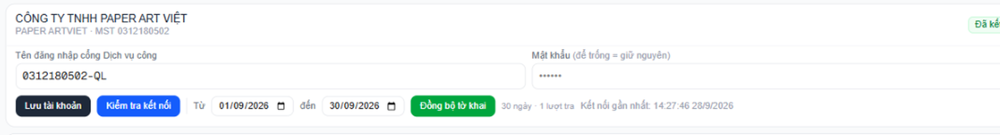 CÔNG TY TNHH PAPER ART VIỆT
PAPER ARTVIET · MST 0312180502
Đã
Tên đăng nhập cổng Dịch vụ công
Mật khẩu (để trống = giữ nguyên)
0312180502-QL
••••••
Lưu tài khoản Kiểm tra kết nối Từ 01/09/2026 đến 30/09/2026 Đồng bộ tờ khai 30 ngày · 1 lượt tra Kết nối gần nhất: 14:27:46 28/9/2026